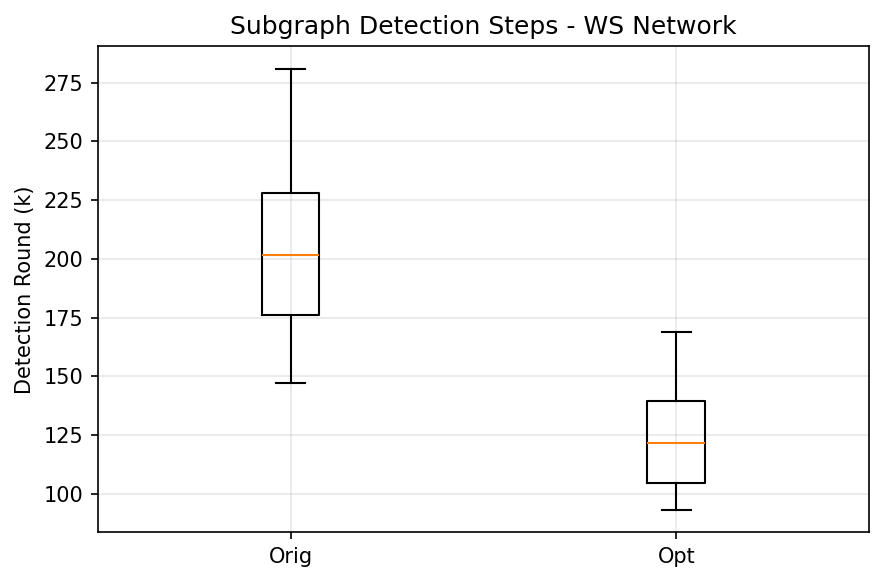 Subgraph Detection Steps - WS Network
Detection Round (k)
275
250
225
200
175
150
125
100
Orig
Opt